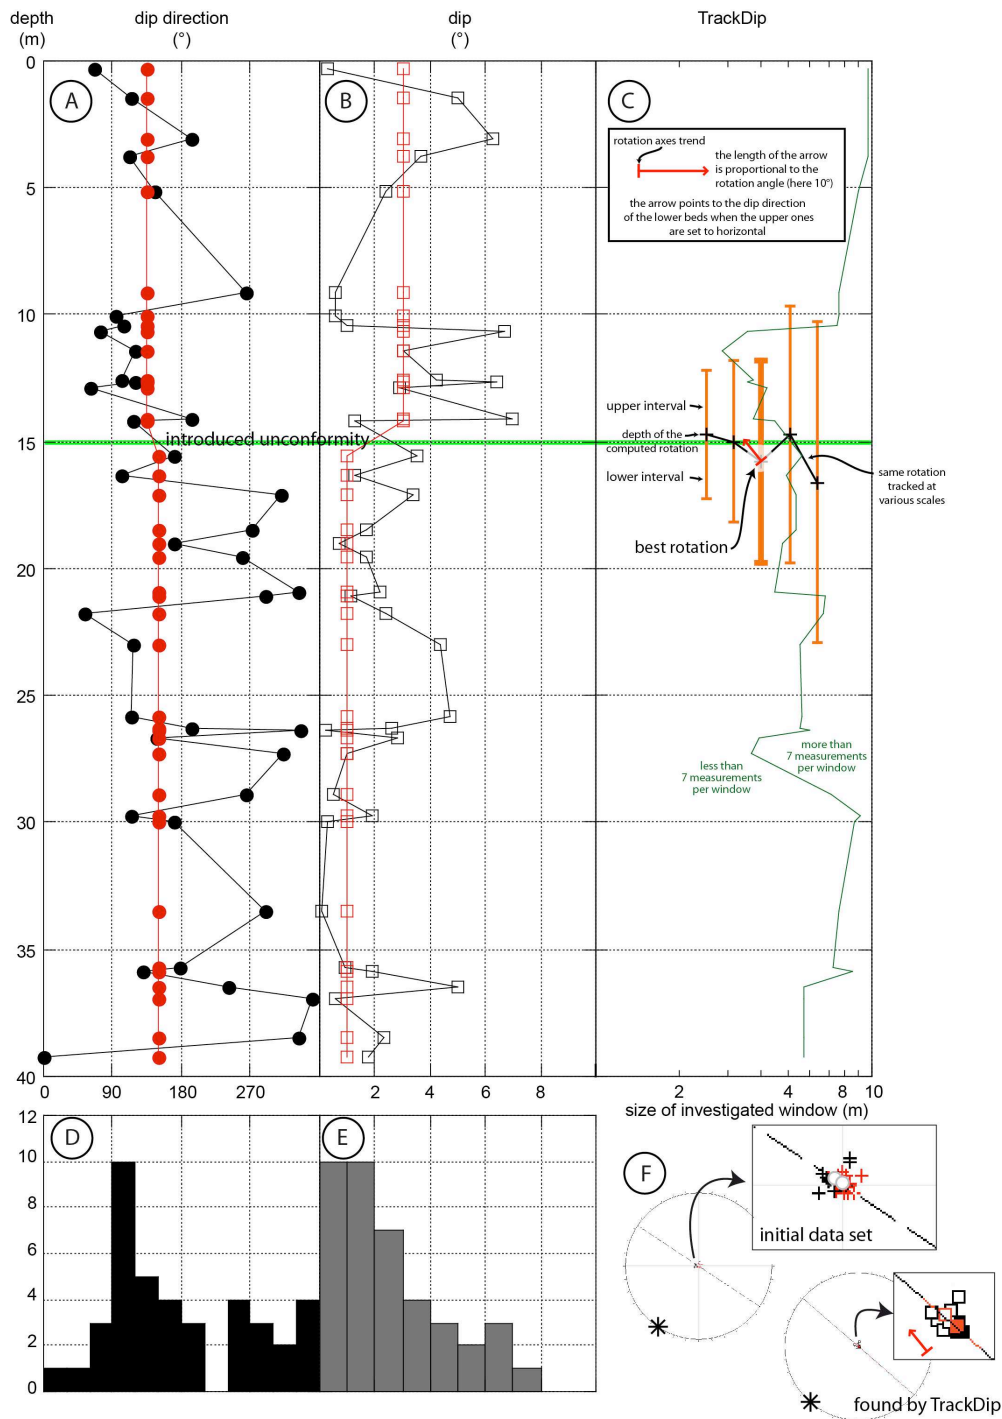 depth
(m)
dip direction
(°)
dip
(°)
TrackDip
A
B
C
0
5
10
15
20
25
30
35
40
rotation axes trend
the length of the arrow
is proportional to the
rotation angle (here 10°)
the arrow points to the dip direction
of the lower beds when the upper ones
are set to horizontal
upper interval
introduced unconformity
depth of the
computed rotation
lower interval
best rotation
same rotation
tracked at
various scales
less than
7 measurements
per window
more than
7 measurements
per window
0 90 180 270
2 4 6 8
2 4 6 8 10
size of investigated window (m)
D
E
F
12
10
8
6
4
2
0
initial data set
found by TrackDip